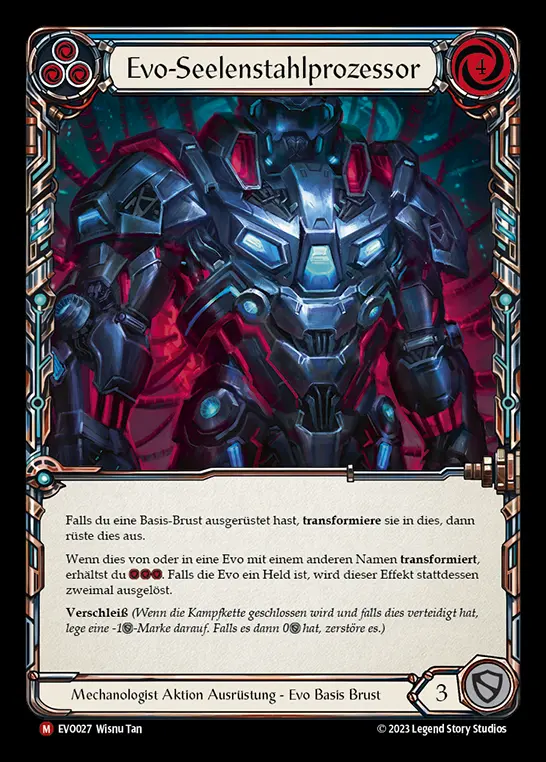 Evo-Seelenstahlprozessor
4
Falls du eine Basis-Brust ausgerüstet hast, transformiere sie in dies, dann
rüste dies aus.
Wenn dies von oder in eine Evo mit einem anderen Namen transformiert,
erhältst du. Falls die Evo ein Held ist, wird dieser Effekt stattdessen
zweimal ausgelöst.
Verschleiß (Wenn die Kampfkette geschlossen wird und falls dies verteidigt hat,
lege eine -1-Marke darauf. Falls es dann 0 hat, zerstöre es.)
Mechanologist Aktion Ausrüstung - Evo Basis Brust
3
M EVO027 Wisnu Tan
© 2023 Legend Story Studios